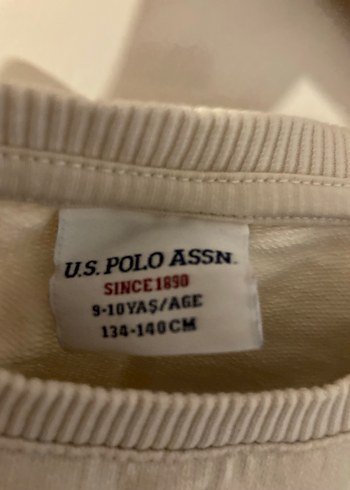 U.S. POLO ASSN.
SINCE 1890
9-10 YAŞ/AGE
134-140 CM